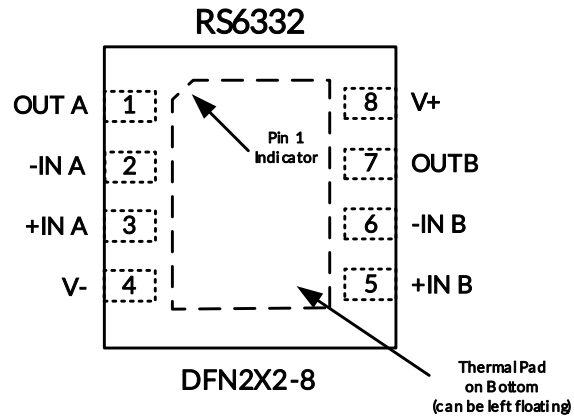 RS6332
OUT A 1
8 V+
Pin 1
Indicator
-IN A 2
7 OUTB
+IN A 3
6 -IN B
V- 4
5 +IN B
DFN2X2-8
Thermal Pad
on Bottom
(can be left floating)